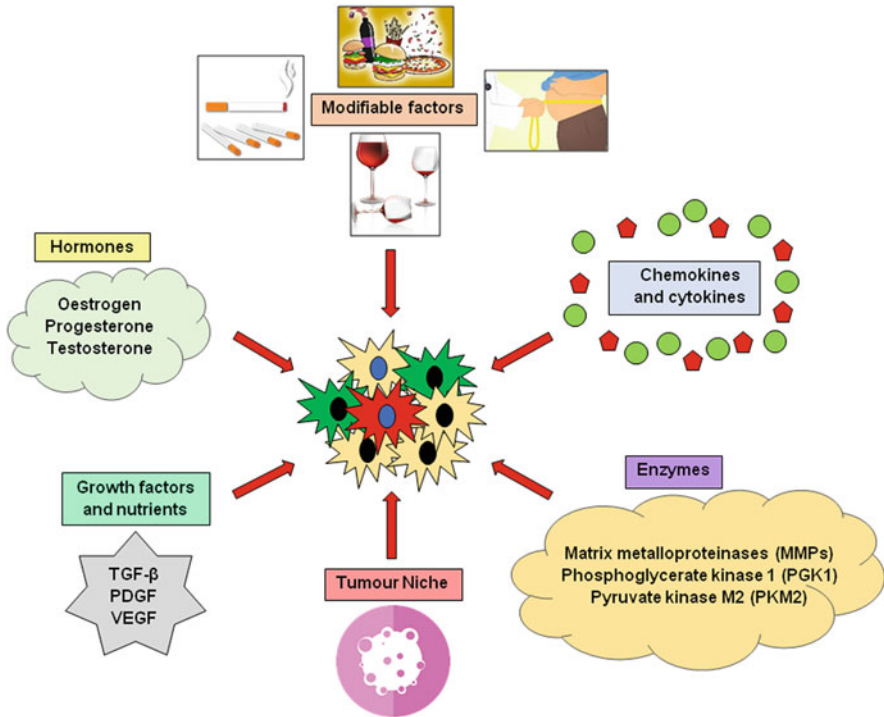 Modifiable factors
Hormones
Oestrogen
Progesterone
Testosterone
Chemokines
and cytokines
Growth factors
and nutrients
TGF-β
PDGF
VEGF
Tumour Niche
Enzymes
Matrix metalloproteinases (MMPs)
Phosphoglycerate kinase 1 (PGK1)
Pyruvate kinase M2 (PKM2)